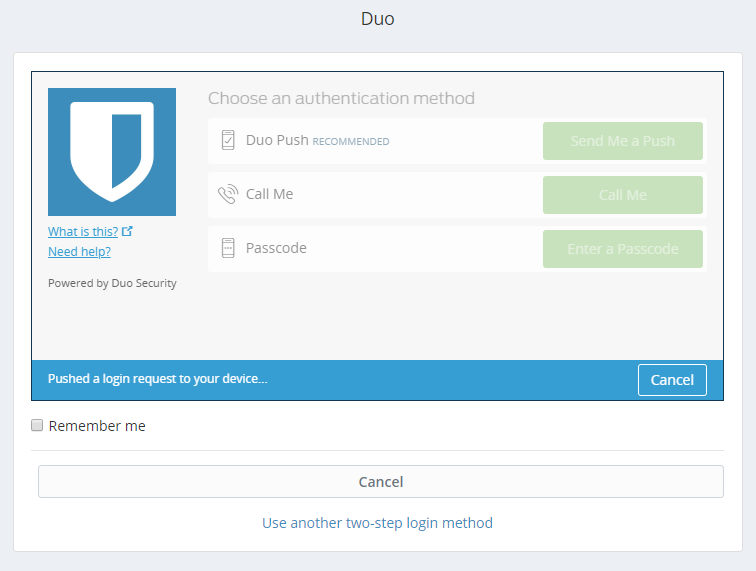 Duo
Choose an authentication method
Duo Push RECOMMENDED
Send Me a Push
Call Me
Call Me
Passcode
Enter a Passcode
What is this?
Need help?
Powered by Duo Security
Pushed a login request to your device...
Cancel
Remember me
Cancel
Use another two-step login method